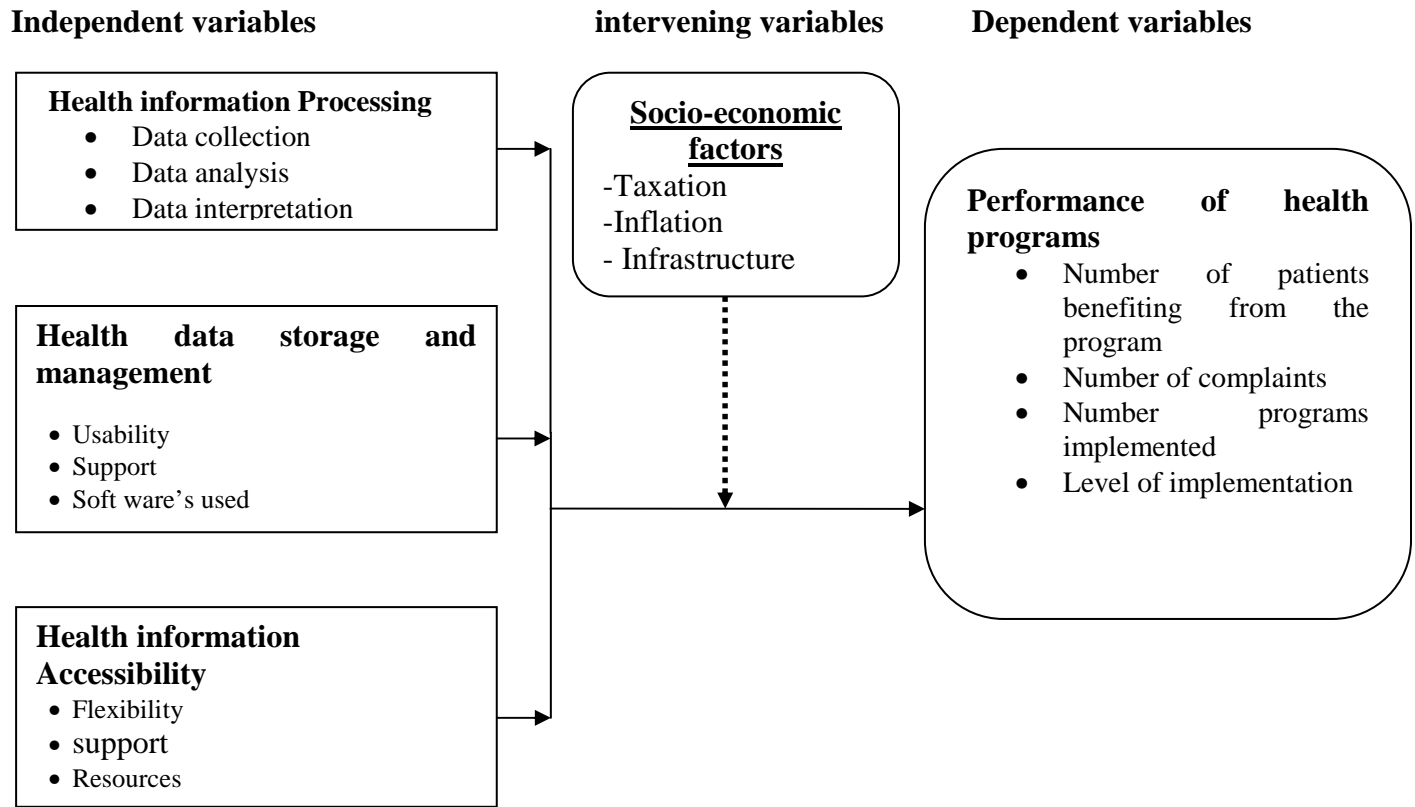 Independent variables
intervening variables
Dependent variables
Health information Processing
• Data collection
• Data analysis
• Data interpretation
Health data storage and
management
• Usability
• Support
• Soft ware’s used
Health information
Accessibility
• Flexibility
• support
• Resources
Socio-economic
factors
-Taxation
-Inflation
- Infrastructure
Performance of health
programs
• Number of patients
benefiting from the
program
• Number of complaints
• Number programs
implemented
• Level of implementation